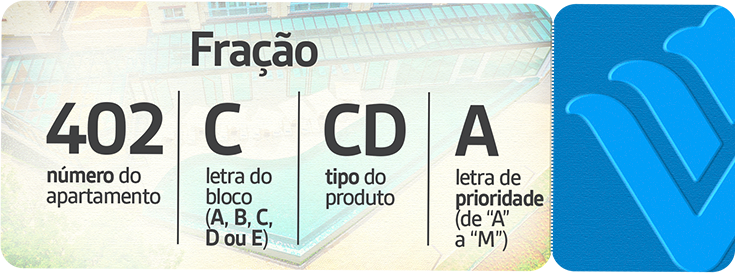 Fração
402
número do
apartamento
C
letra do
bloco
(A, B, C,
D ou E)
CD
tipo do
produto
A
letra de
prioridade
(de “A”
a “M”)